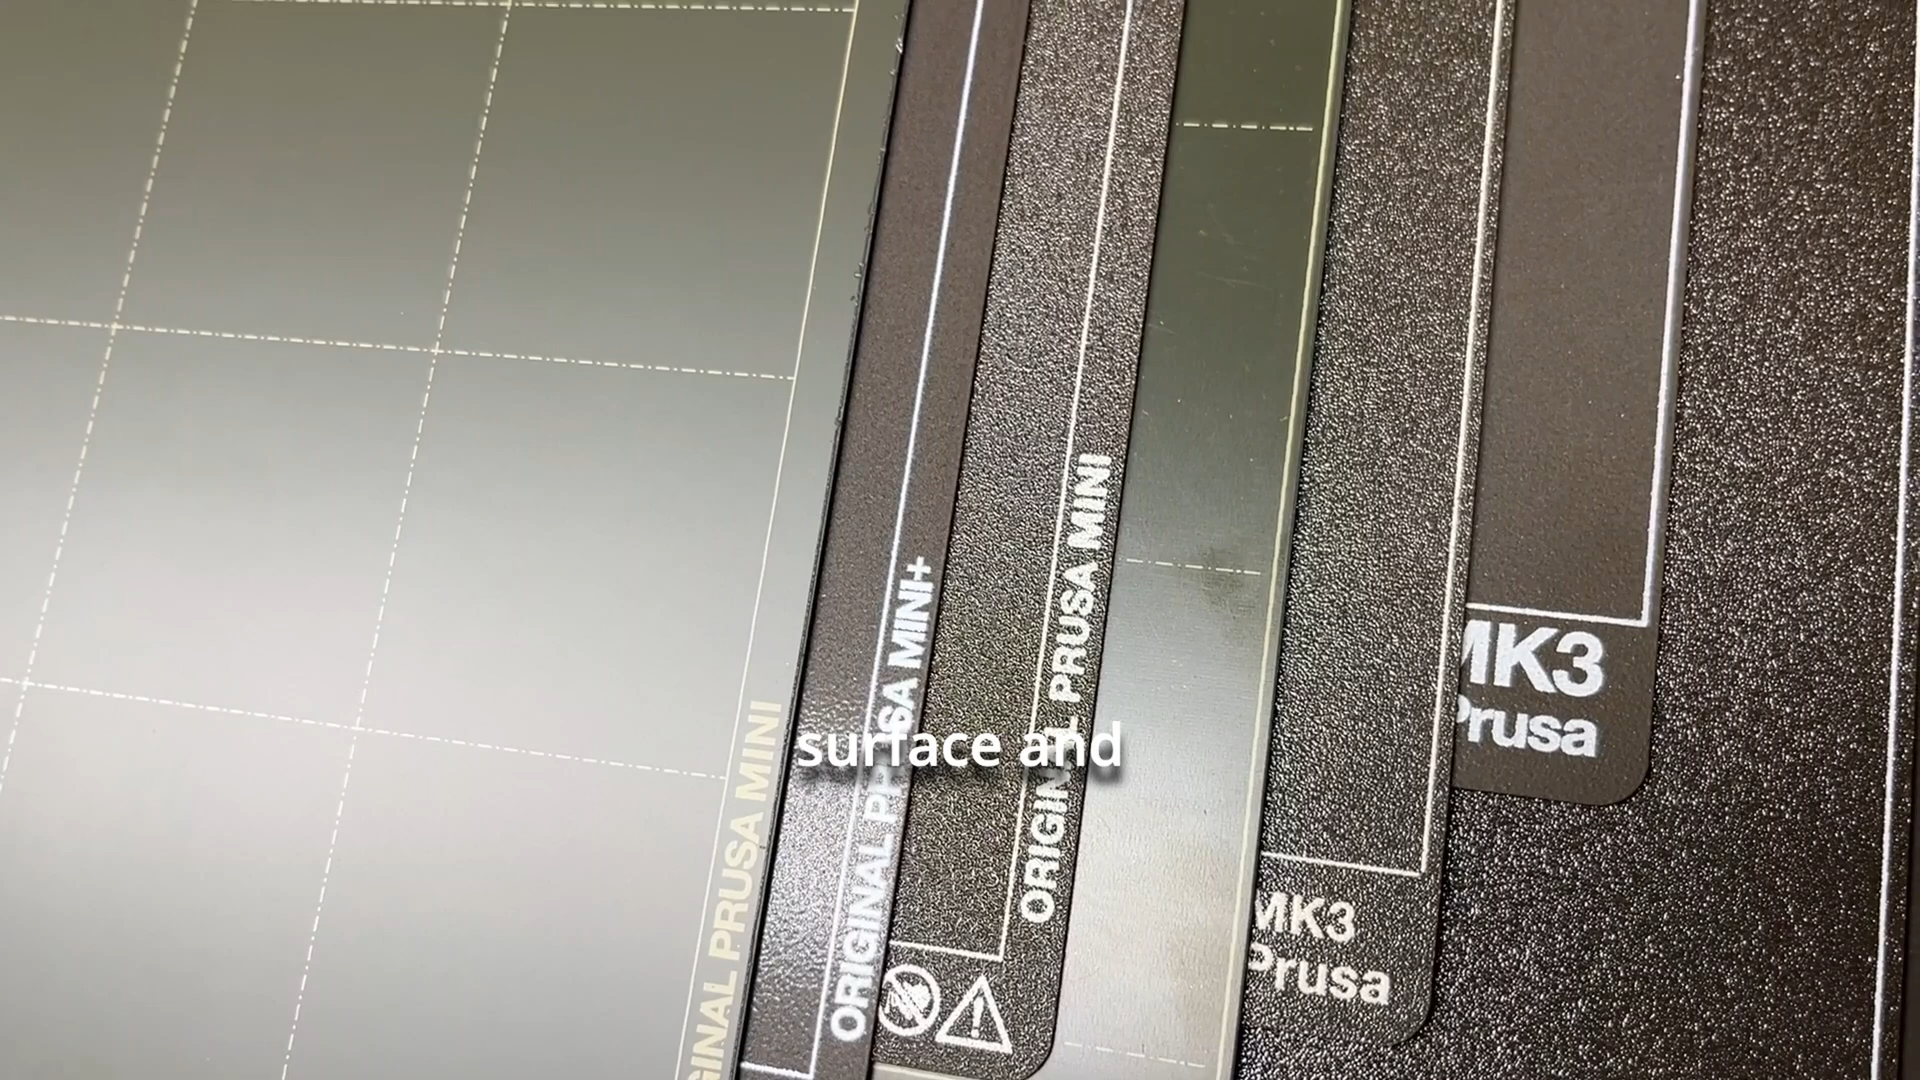 ORIGINAL PRUSA MINI
ORIGINAL PRUSA MINI+
ORIGINAL PRUSA MINI
MK3
Prusa
MK3
Prusa
surface and